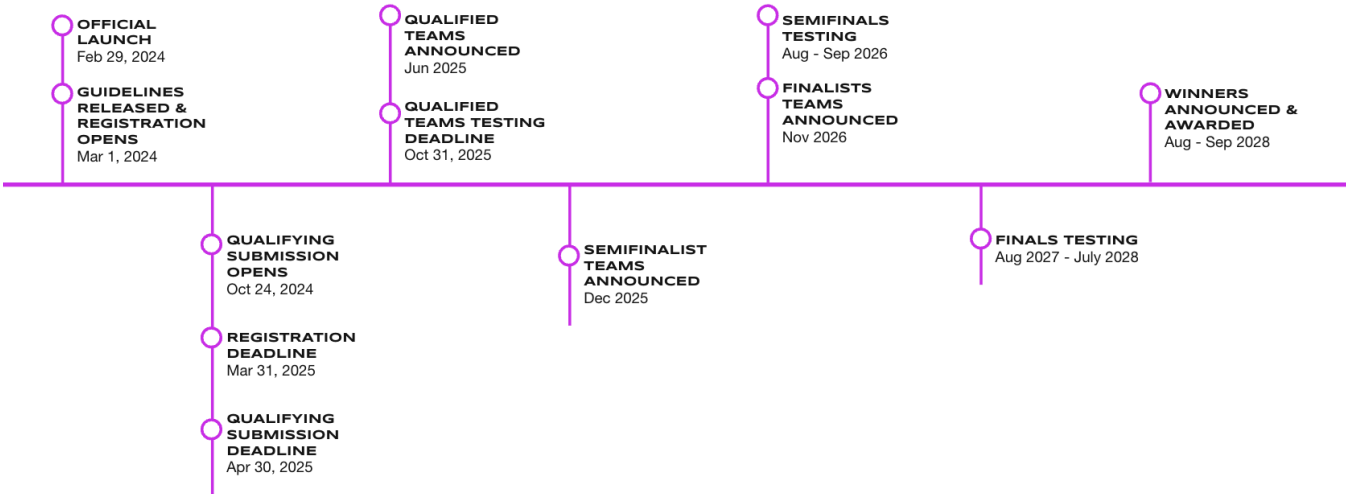 OFFICIAL
LAUNCH
Feb 29, 2024
GUIDELINES
RELEASED &
REGISTRATION
OPENS
Mar 1, 2024
QUALIFYING
SUBMISSION
OPENS
Oct 24, 2024
REGISTRATION
DEADLINE
Mar 31, 2025
QUALIFYING
SUBMISSION
DEADLINE
Apr 30, 2025
QUALIFIED
TEAMS
ANNOUNCED
Jun 2025
QUALIFIED
TEAMS TESTING
DEADLINE
Oct 31, 2025
SEMIFINALIST
TEAMS
ANNOUNCED
Dec 2025
SEMIFINALS
TESTING
Aug - Sep 2026
FINALISTS
TEAMS
ANNOUNCED
Nov 2026
FINALS TESTING
Aug 2027 - July 2028
WINNERS
ANNOUNCED &
AWARDED
Aug - Sep 2028